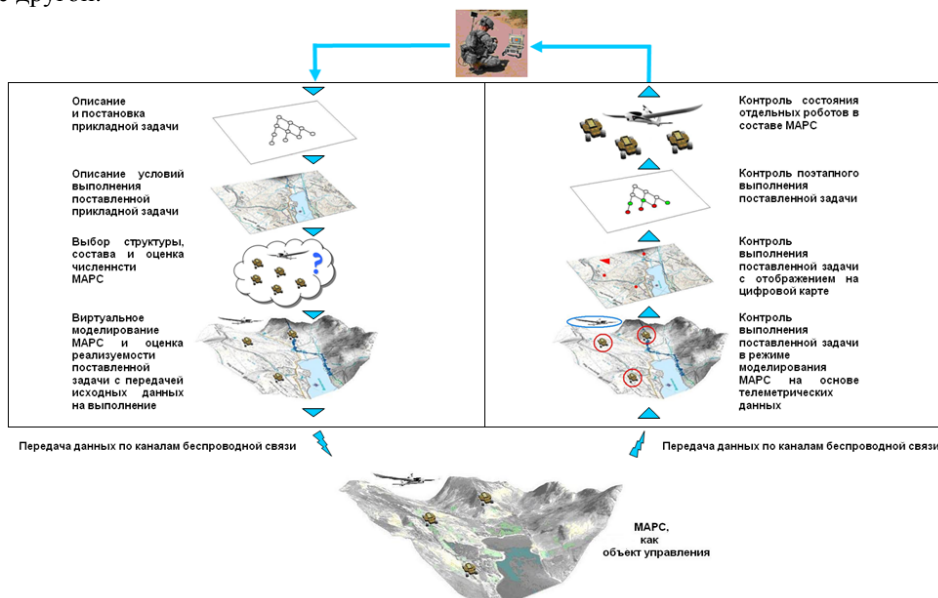 другой.
Описание
и постановка
прикладной задачи
Описание условий
выполнения
поставленной
прикладной задачи
Выбор структуры,
состава и оценка
численнсти
МАРС
Виртуальное
моделирование
МАРС и оценка
реализуемости
поставленной
задачи с передачей
исходных данных
на выполнение
Контроль состояния
отдельных роботов в
составе МАРС
Контроль поэтапного
выполнения
поставленной задачи
Контроль
выполнения
поставленной задачи
с отображением на
цифровой карте
Контроль
выполнения
поставленной задачи
в режиме
моделирования
МАРС на основе
телеметрических
данных
Передача данных по каналам беспроводной связи
Передача данных по каналам беспроводной связи
МАРС,
как
объект управления